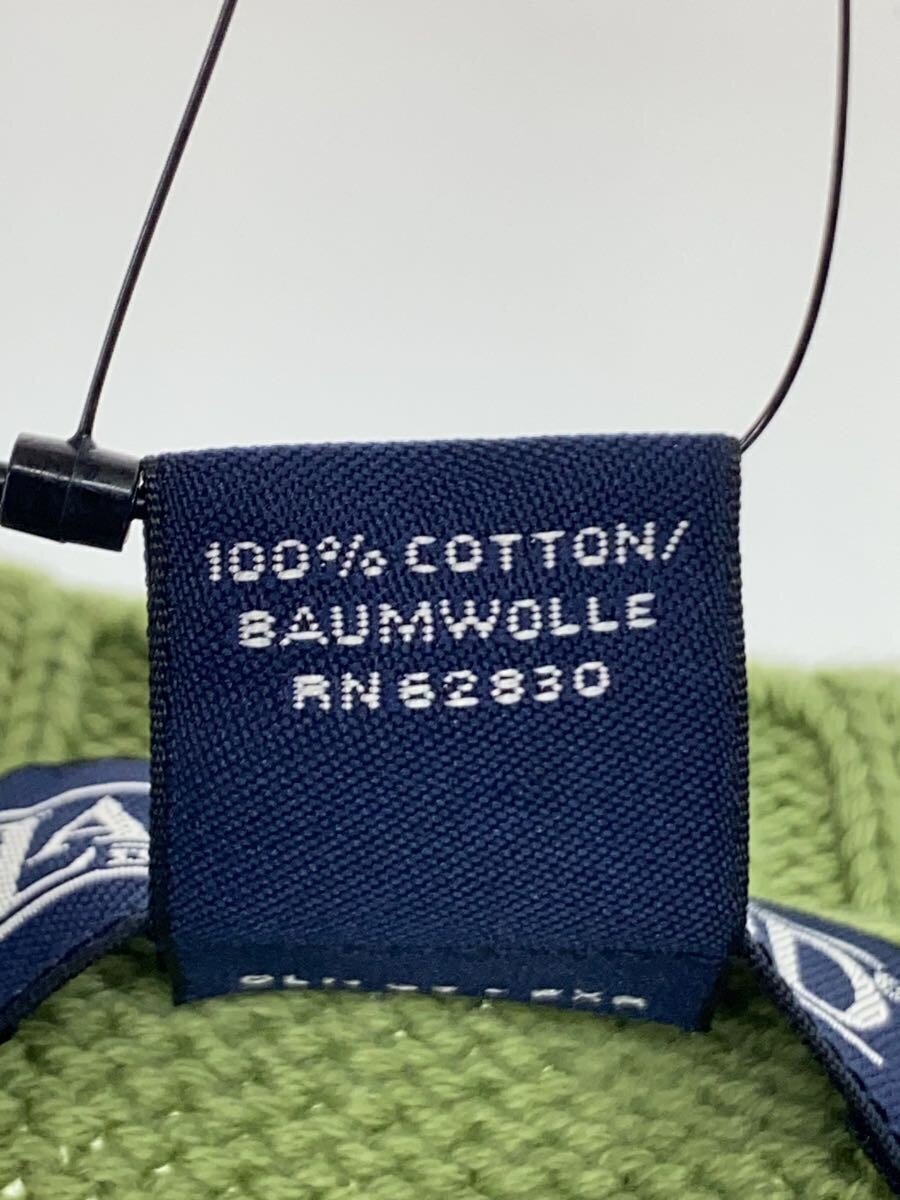 100% COTTON/
BAUMWOLLE
RN 62830